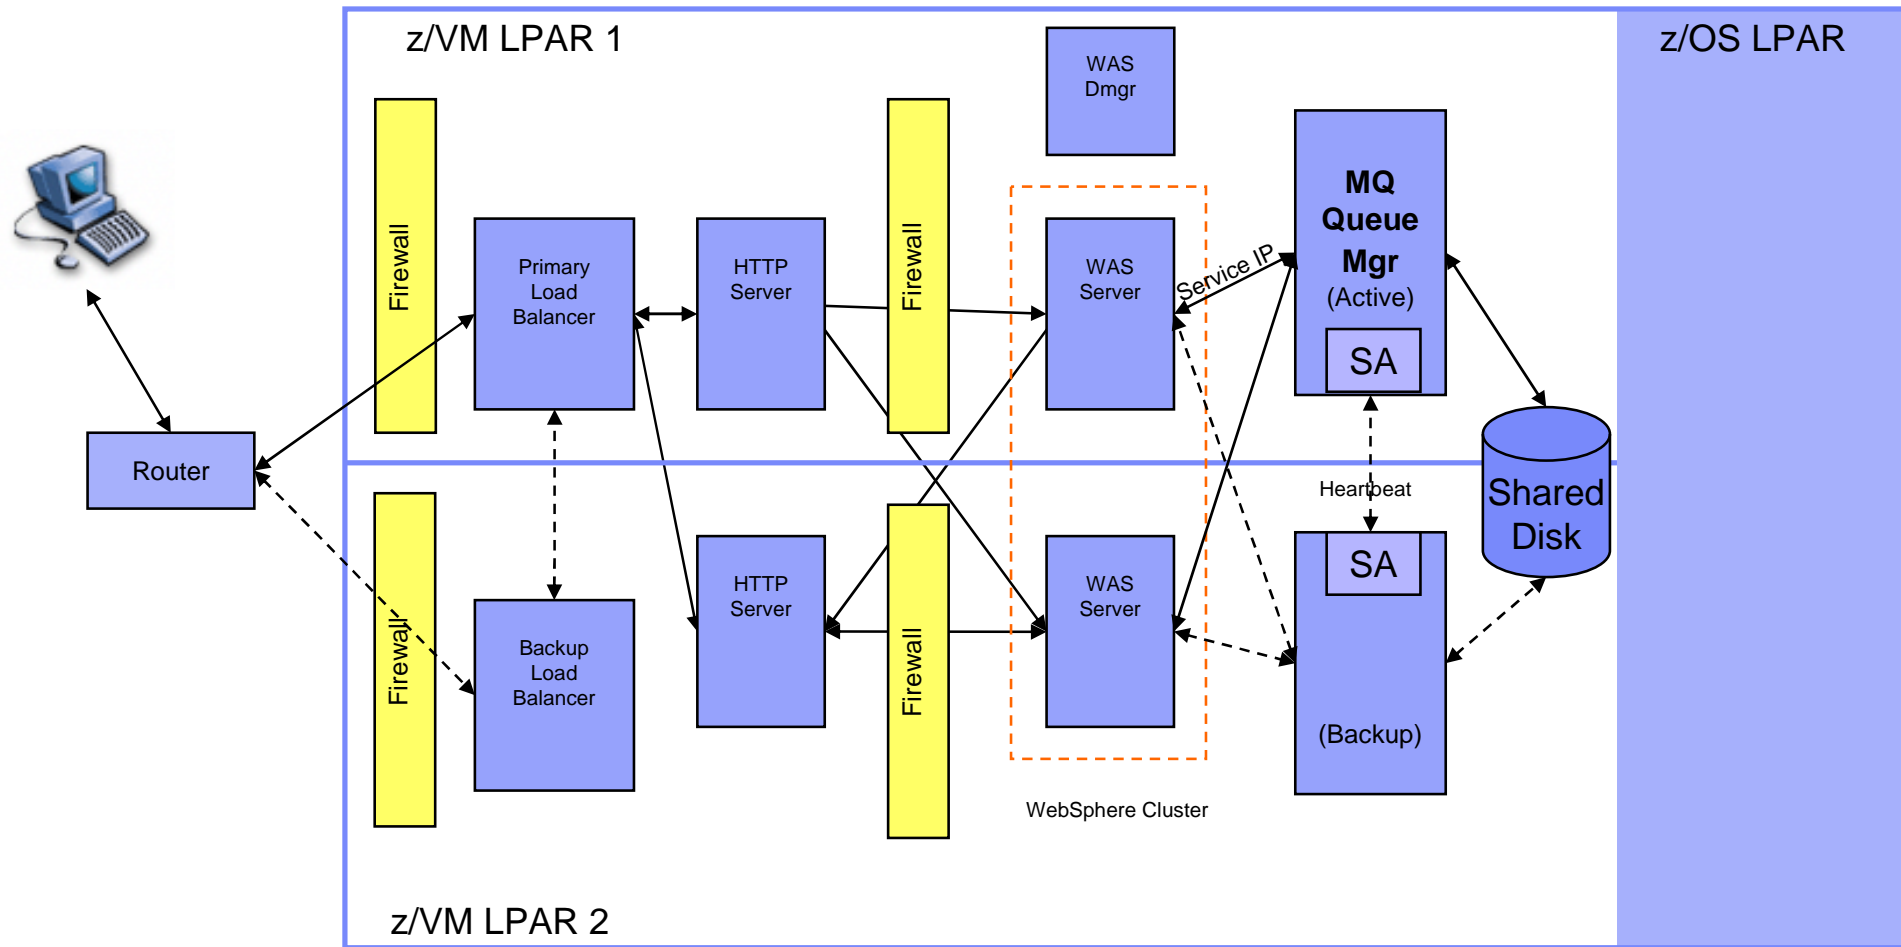 z/VM LPAR 1
z/OS LPAR
WAS
Dmgr
Firewall
Firewall
Primary
Load
Balancer
HTTP
Server
WAS
Server
Service IP
MQ
Queue
Mgr
(Active)
SA
Router
Heartbeat
Shared
Disk
Firewall
Firewall
Backup
Load
Balancer
HTTP
Server
WAS
Server
SA
(Backup)
WebSphere Cluster
z/VM LPAR 2